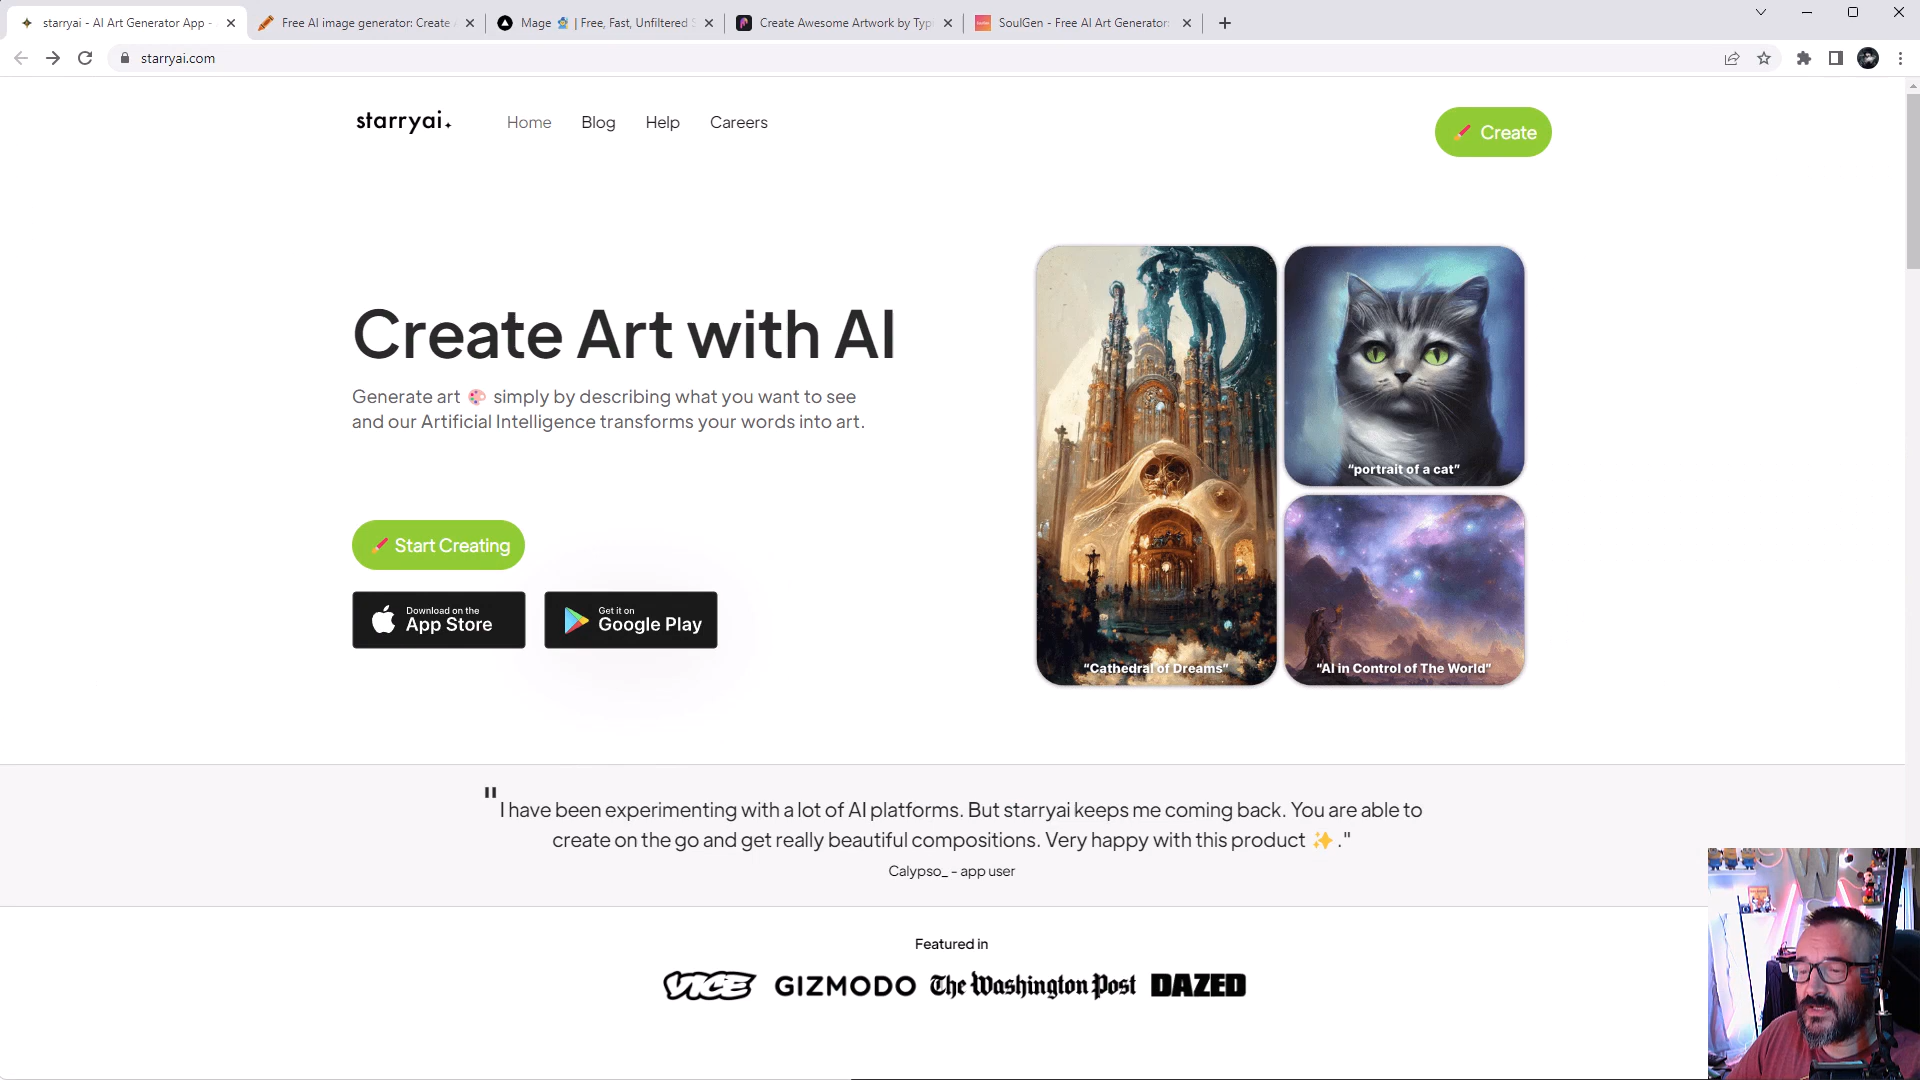 starryai - AI Art Generator App -
Free AI image generator: Create
Mage | Free, Fast, Unfiltered
Create Awesome Artwork by Typ
SoulGen - Free AI Art Generator:
starryai.com
starryai
Home
Blog
Help
Careers
Create
Create Art with AI
Generate art 🎨 simply by describing what you want to see
and our Artificial Intelligence transforms your words into art.
Start Creating
Download on the
App Store
Get it on
Google Play
“Cathedral of Dreams”
“portrait of a cat”
“AI in Control of The World”
"I have been experimenting with a lot of AI platforms. But starryai keeps me coming back. You are able to
create on the go and get really beautiful compositions. Very happy with this product ✨ ."
Calypso_ - app user
Featured in
VICE
GIZMODO
The Washington Post
DAZED